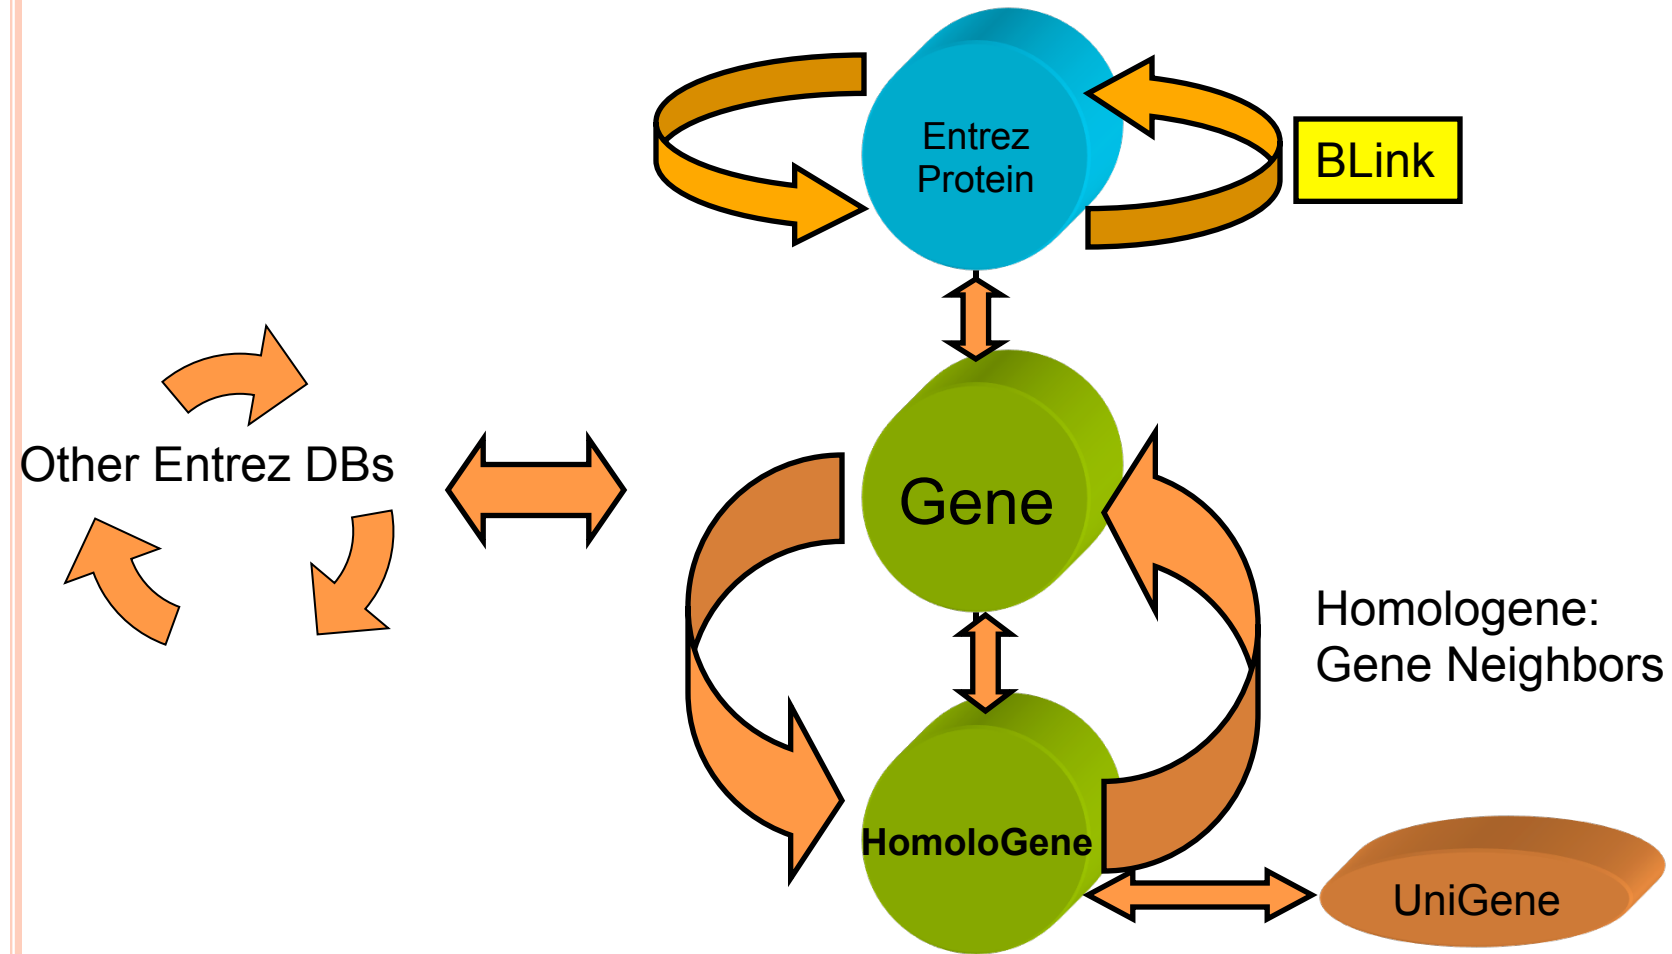 Entrez
Protein
BLink
Other Entrez DBs
Gene
Homologene:
Gene Neighbors
HomoloGene
UniGene